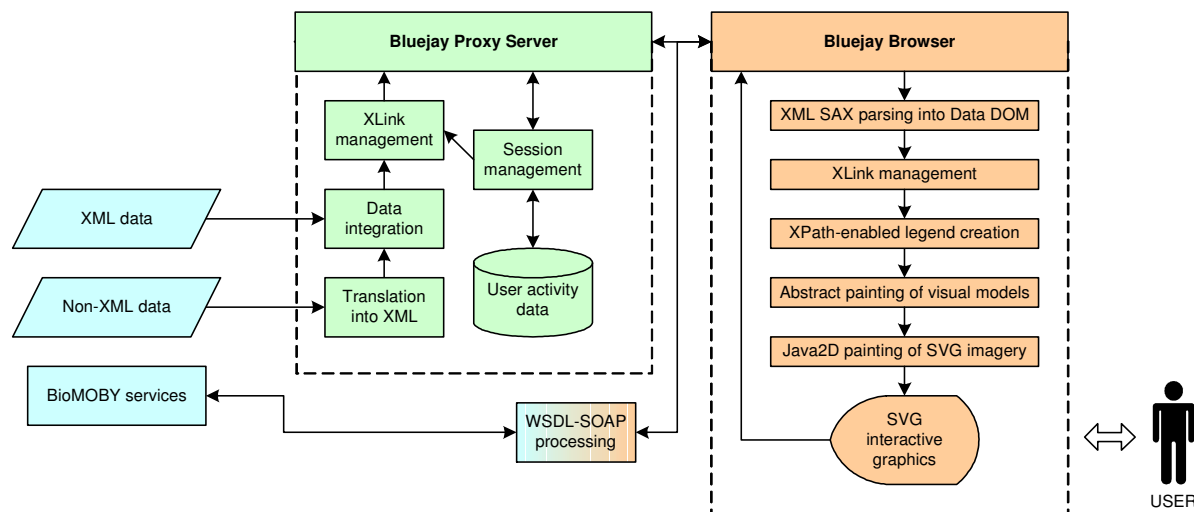 Bluejay Proxy Server
Bluejay Browser
XLink
management
Session
management
XML data
Data
integration
Non-XML data
Translation
into XML
User activity
data
BioMOBY services
WSDL-SOAP
processing
XML SAX parsing into Data DOM
XLink management
XPath-enabled legend creation
Abstract painting of visual models
Java2D painting of SVG imagery
SVG
interactive
graphics
USER